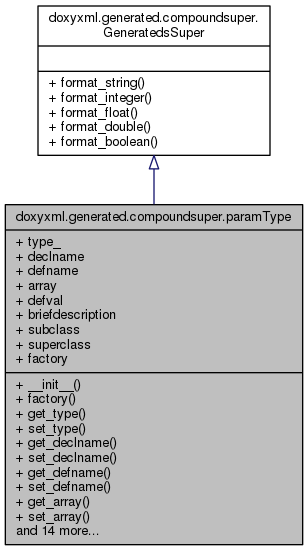 doxyxml.generated.compoundsuper.
GeneratedsSuper
+ format_string()
+ format_integer()
+ format_float()
+ format_double()
+ format_boolean()
doxyxml.generated.compoundsuper.paramType
+ type_
+ declname
+ defname
+ array
+ defval
+ briefdescription
+ subclass
+ superclass
+ factory
+ __init__()
+ factory()
+ get_type()
+ set_type()
+ get_declname()
+ set_declname()
+ get_defname()
+ set_defname()
+ get_array()
+ set_array()
and 14 more...